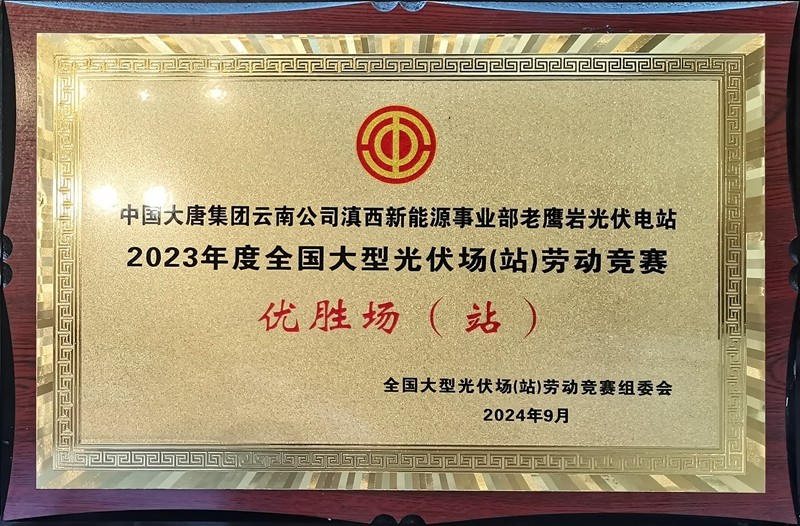 中国大唐集团云南公司滇西新能源事业部老鹰岩光伏电站
2023年度全国大型光伏场(站)劳动竞赛
优胜场（站）
全国大型光伏场(站)劳动竞赛组委会
2024年9月